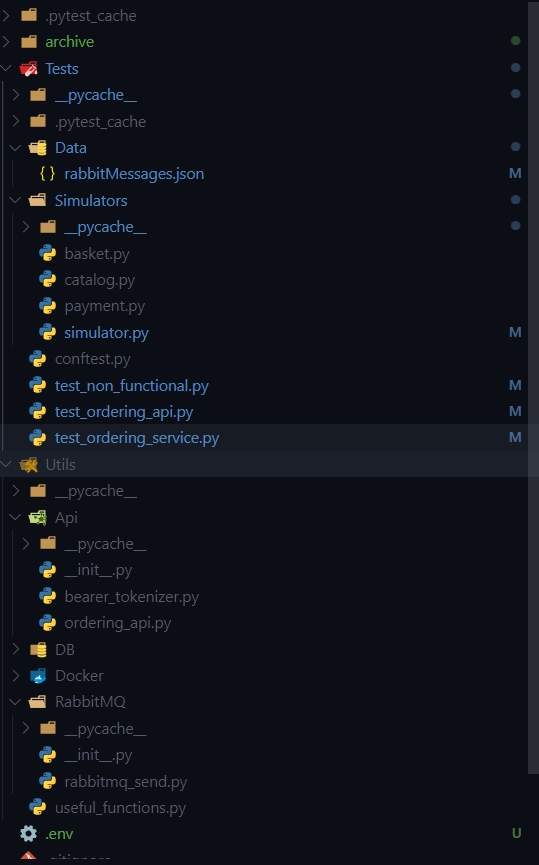 .pytest_cache
archive
Tests
__pycache__
.pytest_cache
Data
{ } rabbitMessages.json M
Simulators
__pycache__
basket.py
catalog.py
payment.py
simulator.py M
conftest.py
test_non_functional.py M
test_ordering_api.py M
test_ordering_service.py M
Utils
__pycache__
Api
__pycache__
__init__.py
bearer_tokenizer.py
ordering_api.py
DB
Docker
RabbitMQ
__pycache__
__init__.py
rabbitmq_send.py
useful_functions.py
.env U
.gitignore